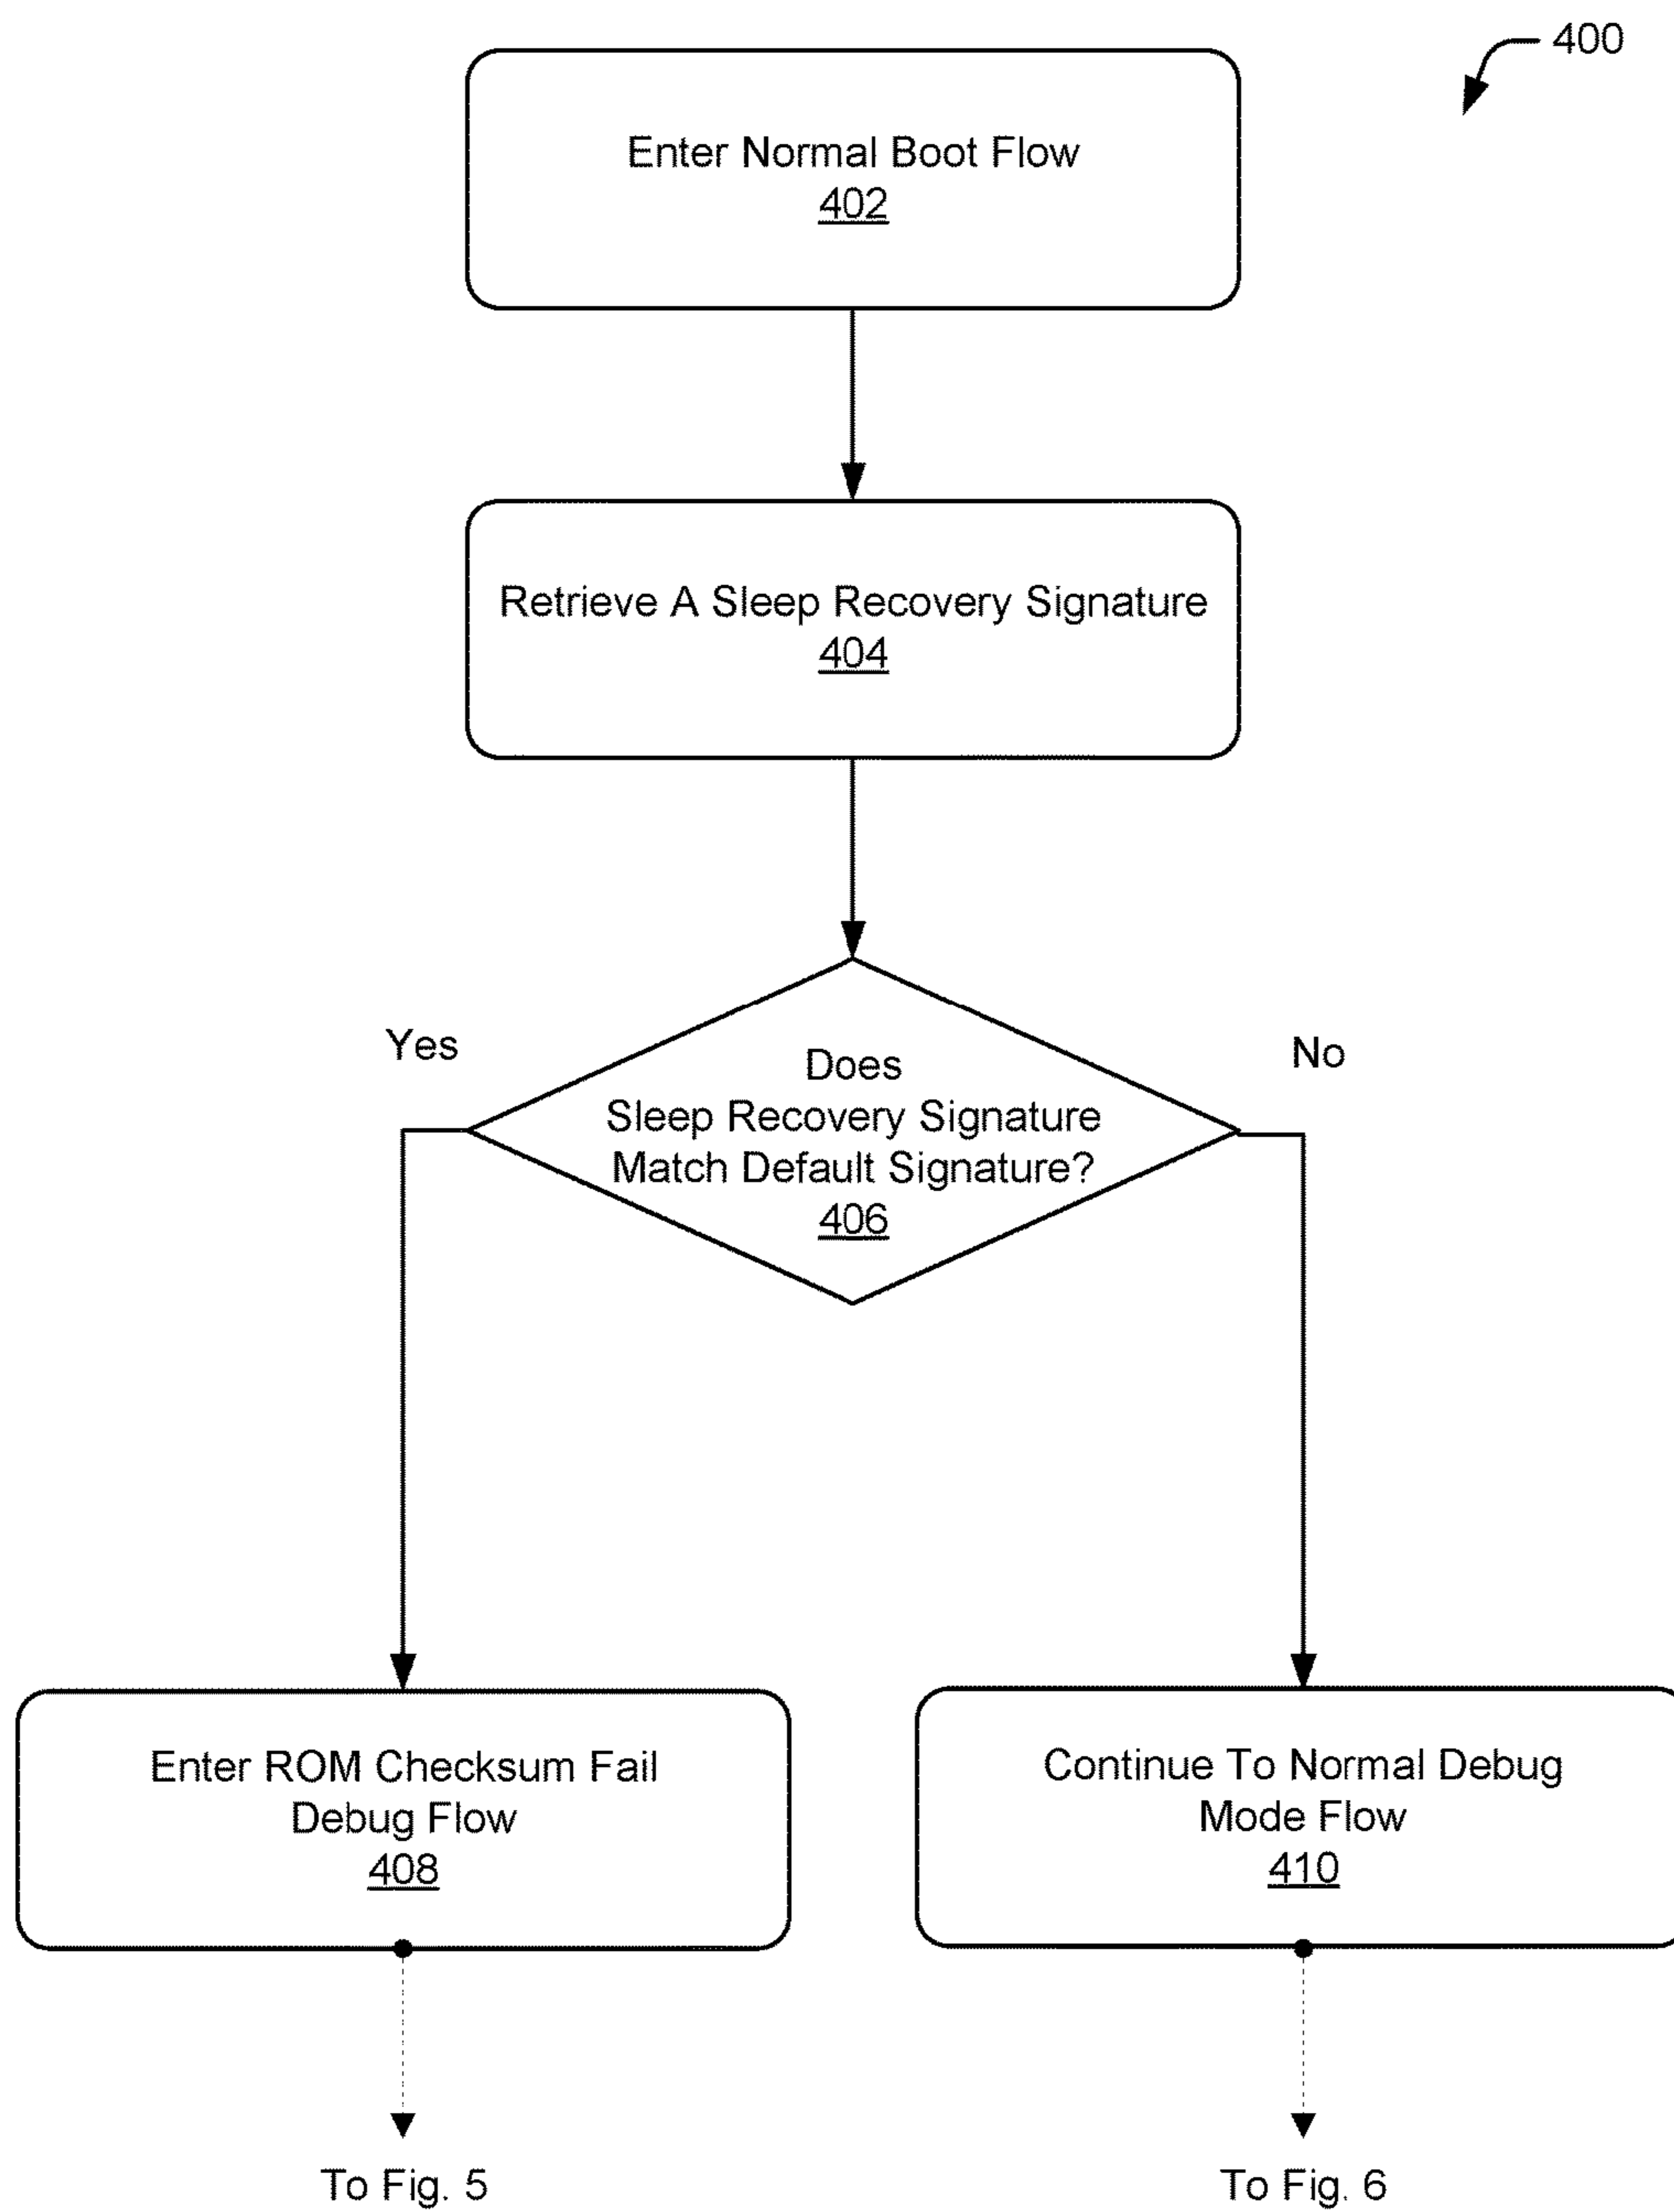 400
Enter Normal Boot Flow
402
Retrieve A Sleep Recovery Signature
404
Yes
No
Does
Sleep Recovery Signature
Match Default Signature?
406
Enter ROM Checksum Fail
Debug Flow
408
Continue To Normal Debug
Mode Flow
410
To Fig. 5
To Fig. 6